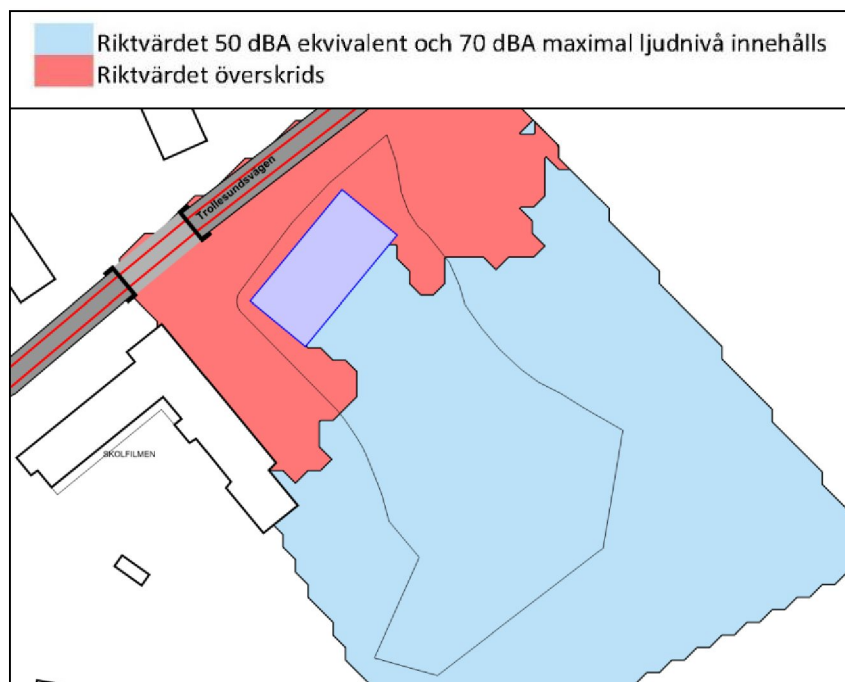 Riktvärdet 50 dBA ekvivalent och 70 dBA maximal ljudnivå innehålls
Riktvärdet överskrids
Trollesundsvägen
SKOLFILMEN